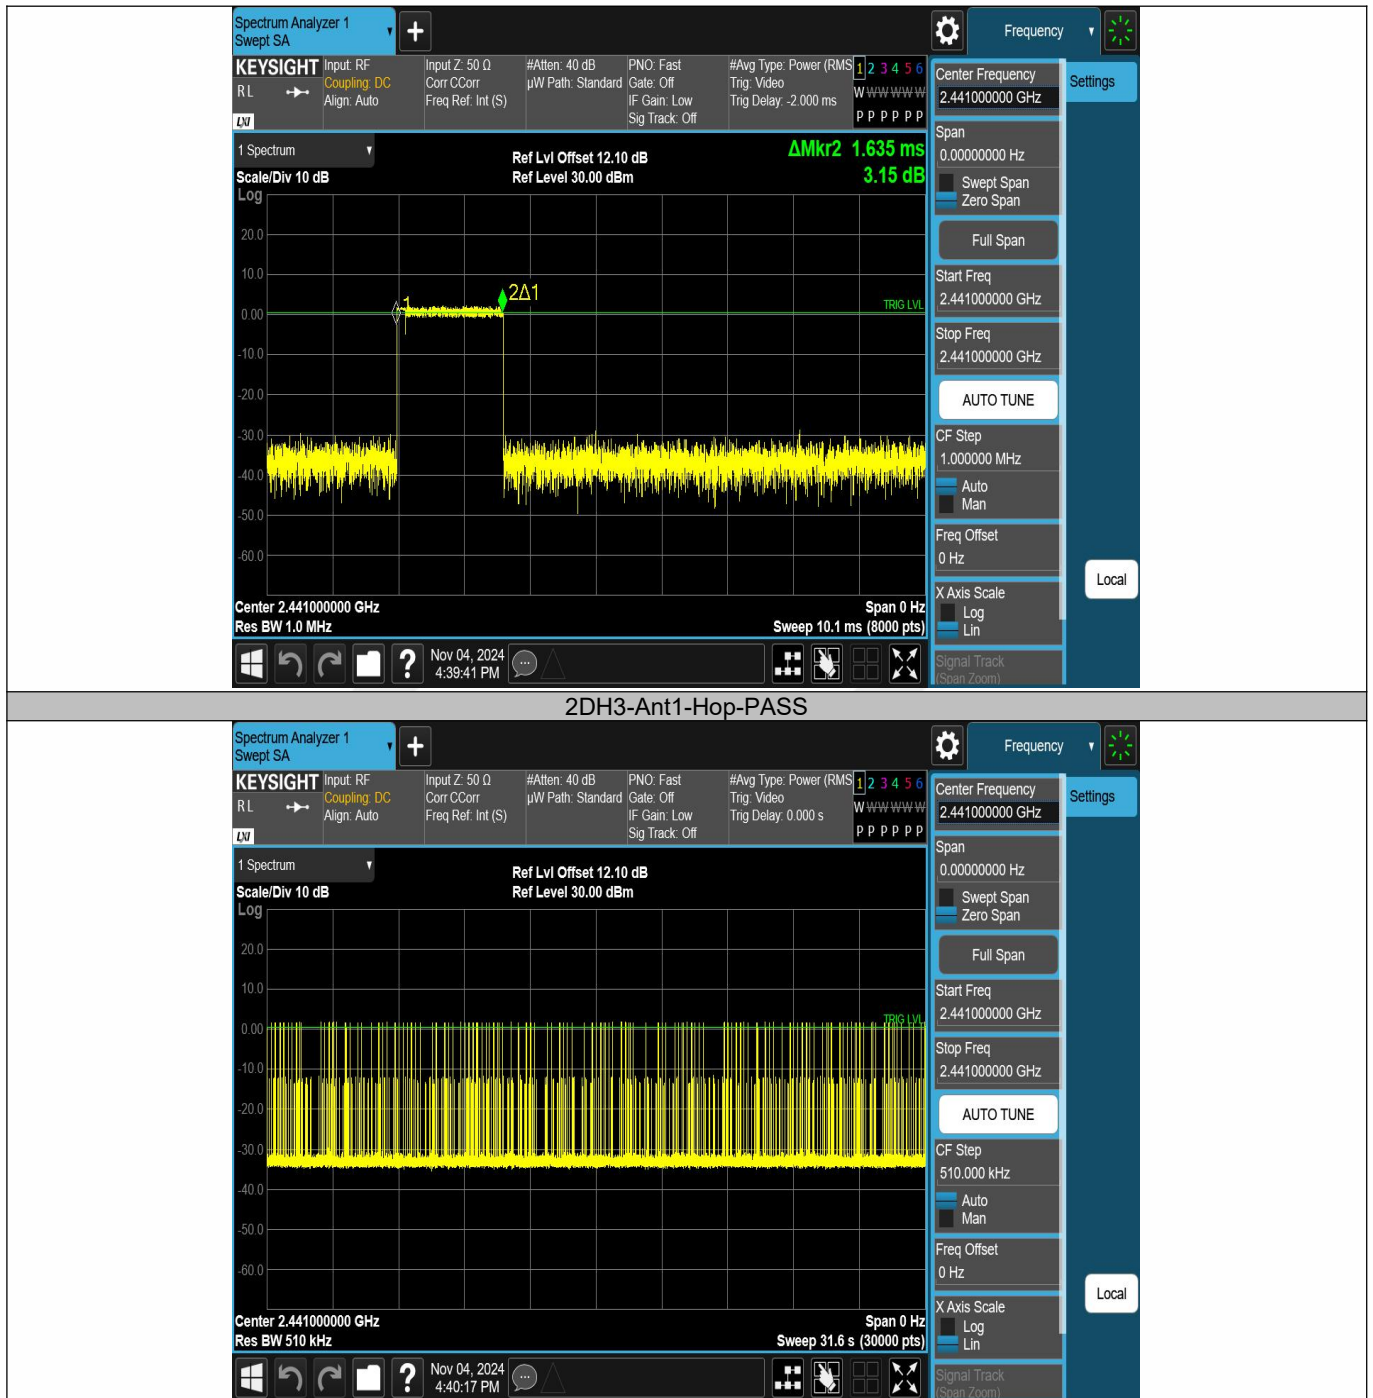 Spectrum Analyzer 1
Swept SA
+
Frequency
KEYSIGHT
RL
LXI
Input: RF
Coupling: DC
Align: Auto
Input Z: 50 Ω
Corr CCorr
Freq Ref: Int (S)
#Atten: 40 dB
µW Path: Standard
PNO: Fast
Gate: Off
IF Gain: Low
Sig Track: Off
#Avg Type: Power (RMS
Trig: Video
Trig Delay: -2.000 ms
1 2 3 4 5 6
W W W W W W
P P P P P P
1 Spectrum
Scale/Div 10 dB
Ref Lvl Offset 12.10 dB
Ref Level 30.00 dBm
ΔMkr2 1.635 ms
3.15 dB
Log
20.0
10.0
0.00
-10.0
-20.0
-30.0
-40.0
-50.0
-60.0
1
2Δ1
TRIG LVL
Center 2.441000000 GHz
Res BW 1.0 MHz
Span 0 Hz
Sweep 10.1 ms (8000 pts)
Center Frequency
2.441000000 GHz
Settings
Span
0.00000000 Hz
Swept Span
Zero Span
Full Span
Start Freq
2.441000000 GHz
Stop Freq
2.441000000 GHz
AUTO TUNE
CF Step
1.000000 MHz
Auto
Man
Freq Offset
0 Hz
Local
X Axis Scale
Log
Lin
Signal Track
(Span Zoom)
?
Nov 04, 2024
4:39:41 PM
2DH3-Ant1-Hop-PASS
Spectrum Analyzer 1
Swept SA
+
Frequency
KEYSIGHT
RL
LXI
Input: RF
Coupling: DC
Align: Auto
Input Z: 50 Ω
Corr CCorr
Freq Ref: Int (S)
#Atten: 40 dB
µW Path: Standard
PNO: Fast
Gate: Off
IF Gain: Low
Sig Track: Off
#Avg Type: Power (RMS
Trig: Video
Trig Delay: 0.000 s
1 2 3 4 5 6
W W W W W W
P P P P P P
1 Spectrum
Scale/Div 10 dB
Ref Lvl Offset 12.10 dB
Ref Level 30.00 dBm
Log
20.0
10.0
0.00
-10.0
-20.0
-30.0
-40.0
-50.0
-60.0
TRIG LVL
Center 2.441000000 GHz
Res BW 510 kHz
Span 0 Hz
Sweep 31.6 s (30000 pts)
Center Frequency
2.441000000 GHz
Settings
Span
0.00000000 Hz
Swept Span
Zero Span
Full Span
Start Freq
2.441000000 GHz
Stop Freq
2.441000000 GHz
AUTO TUNE
CF Step
510.000 kHz
Auto
Man
Freq Offset
0 Hz
Local
X Axis Scale
Log
Lin
Signal Track
(Span Zoom)
?
Nov 04, 2024
4:40:17 PM